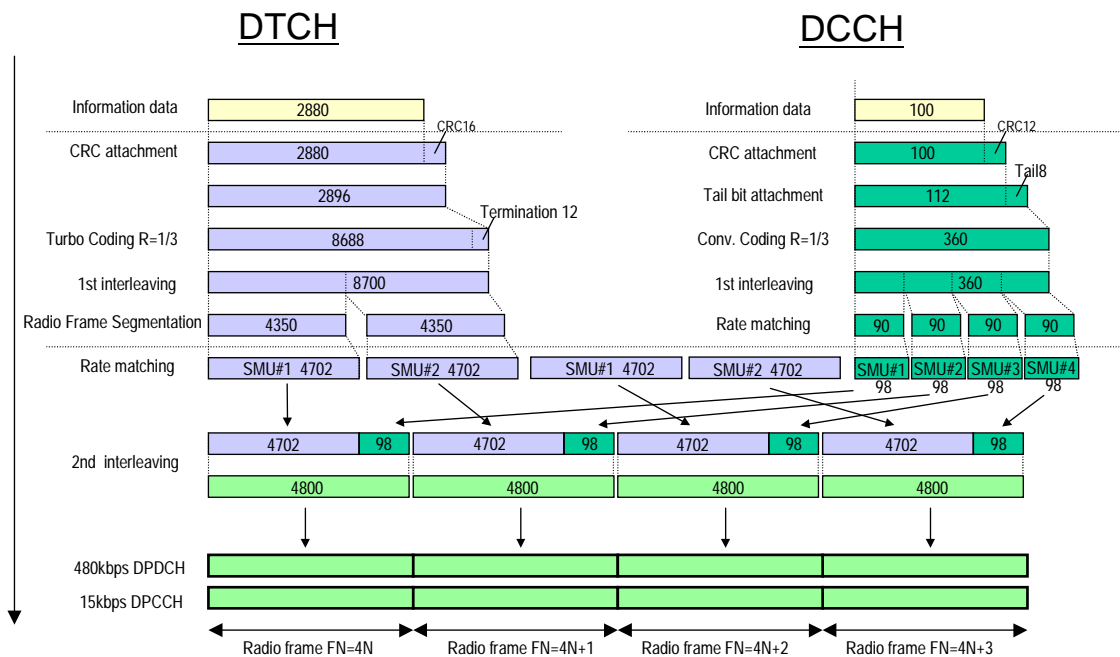 DTCH DCCH
Information data 2880 Information data 100
CRC16 CRC12
CRC attachment 2880 CRC attachment 100
Tail8
2896 Tail bit attachment 112
Termination 12
Turbo Coding R=1/3 8688 Conv. Coding R=1/3 360
1st interleaving 8700 1st interleaving 360
Radio Frame Segmentation 4350 4350 Rate matching 90 90 90 90
Rate matching SMU#1 4702 SMU#2 4702 SMU#1 4702 SMU#2 4702 SMU#1 SMU#2 SMU#3 SMU#4
98 98 98 98
4702 98 4702 98 4702 98 4702 98
2nd interleaving
4800 4800 4800 4800
480kbps DPDCH
15kbps DPCCH
Radio frame FN=4N Radio frame FN=4N+1 Radio frame FN=4N+2 Radio frame FN=4N+3